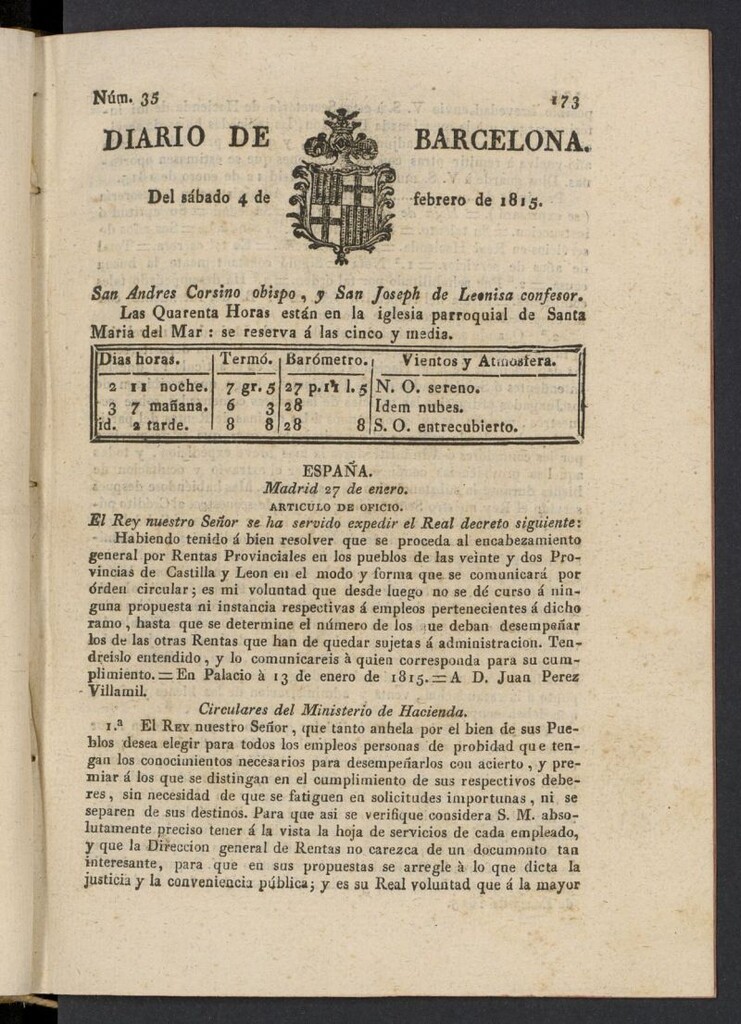 Núm. 35 173
DIARIO DE BARCELONA.
Del sábado 4 de febrero de 1815.
San Andres Corsino obispo, y San Joseph de Leonisa confesor.
Las Quarenta Horas están en la iglesia parroquial de Santa
Maria del Mar : se reserva á las cinco y media.
Dias horas. Termó. Barómetro. Vientos y Atmosfera.
2 11 noche. 7 gr. 5 27 p. 11 l. 5 N. O. sereno.
3 7 mañana. 6 3 28 Idem nubes.
id. 2 tarde. 8 8 28 8 S. O. entrecubierto.
ESPAÑA.
Madrid 27 de enero.
ARTICULO DE OFICIO.
El Rey nuestro Señor se ha servido expedir el Real decreto siguiente:
Habiendo tenido á bien resolver que se proceda al encabezamiento
general por Rentas Provinciales en los pueblos de las veinte y dos Pro-
vincias de Castilla y Leon en el modo y forma que se comunicará por
órden circular; es mi voluntad que desde luego no se dé curso á nin-
guna propuesta ni instancia respectivas á empleos pertenecientes á dicho
ramo, hasta que se determine el número de los ue deban desempeñar
los de las otras Rentas que han de quedar sujetas á administracion. Ten-
dreislo entendido, y lo comunicareis à quien corresponda para su cum-
plimiento. = En Palacio à 13 de enero de 1815. = A D. Juan Perez
Villamil.
Circulares del Ministerio de Hacienda.
1.ª El REY nuestro Señor, que tanto anhela por el bien de sus Pue-
blos desea elegir para todos los empleos personas de probidad que ten-
gan los conocimientos necesarios para desempeñarlos con acierto, y pre-
miar á los que se distingan en el cumplimiento de sus respectivos debe-
res, sin necesidad de que se fatiguen en solicitudes importunas, ni se
separen de sus destinos. Para que asi se verifique considera S. M. abso-
lutamente preciso tener á la vista la hoja de servicios de cada empleado,
y que la Direccion general de Rentas no carezca de un documonto tan
interesante, para que en sus propuestas se arregle à lo qne dicta la
justicia y la conveniencia pública; y es su Real voluntad que á la mayor